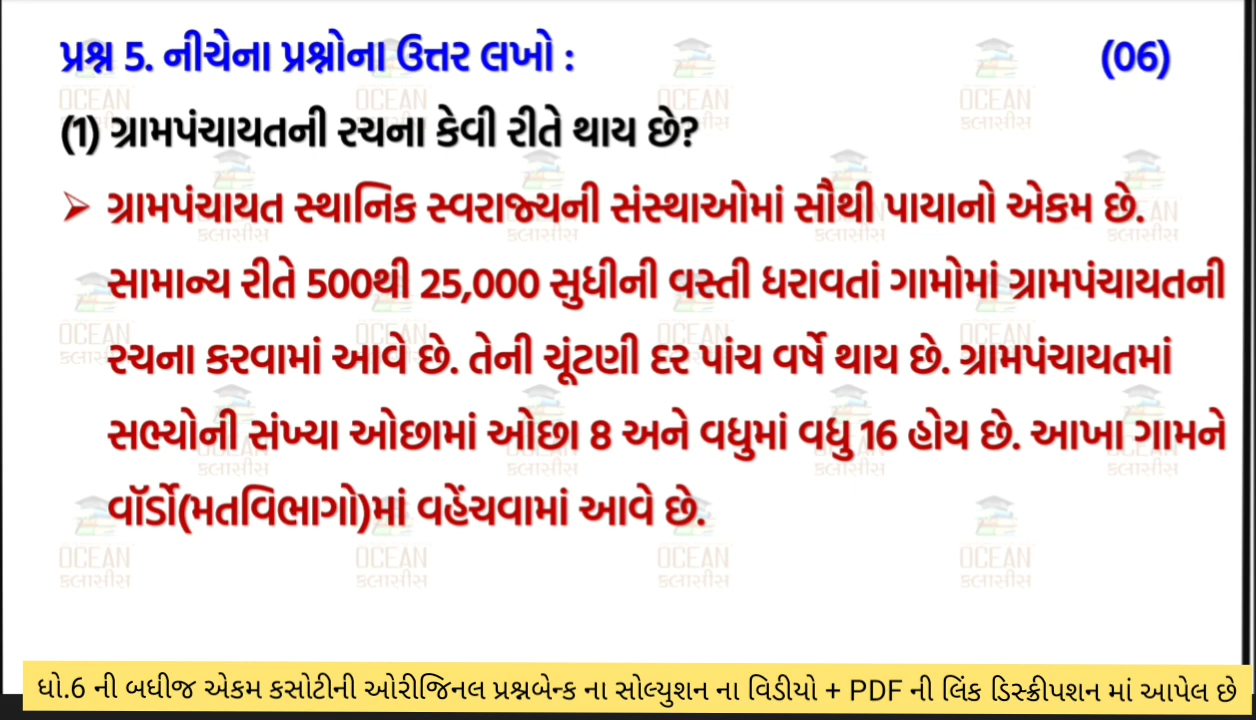 પ્રશ્ન 5. નીચેના પ્રશ્નોના ઉત્તર લખો : (06)
(1) ગ્રામપંચાયતની રચના કેવી રીતે થાય છે?
➢ ગ્રામપંચાયત સ્થાનિક સ્વરાજ્યની સંસ્થાઓમાં સૌથી પાયાનો એકમ છે.
સામાન્ય રીતે 500થી 25,000 સુધીની વસ્તી ધરાવતાં ગામોમાં ગ્રામપંચાયતની
રચના કરવામાં આવે છે. તેની ચૂંટણી દર પાંચ વર્ષે થાય છે. ગ્રામપંચાયતમાં
સભ્યોની સંખ્યા ઓછામાં ઓછા 8 અને વધુમાં વધુ 16 હોય છે. આખા ગામને
વૉર્ડો(મતવિભાગો)માં વહેંચવામાં આવે છે.
OCEAN
કલાસીસ
ધો.6 ની બધીજ એકમ કસોટીની ઓરીજિનલ પ્રશ્નબેન્ક ના સોલ્યુશન ના વિડીયો + PDF ની લિંક ડિસ્ક્રીપશન માં આપેલ છે